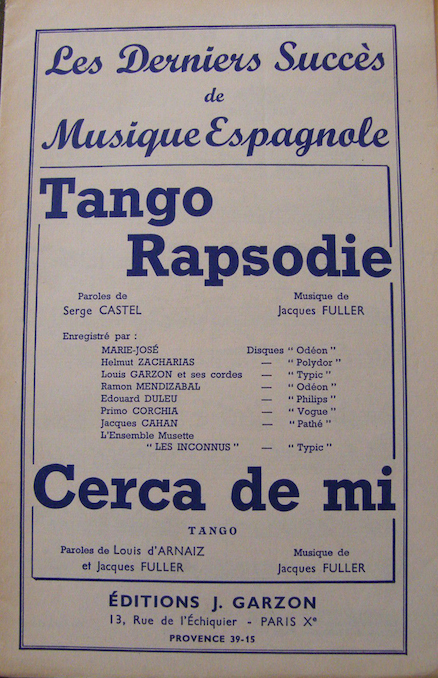 Les Derniers Succès
de
Musique Espagnole
Tango
Rapsodie
Paroles de
Serge CASTEL
Musique de
Jacques FULLER
Enregistré par :
MARIE-JOSÉ Disques " Odéon "
Helmut ZACHARIAS — " Polydor "
Louis GARZON et ses cordes — " Typic "
Ramon MENDIZABAL — " Odéon "
Edouard DULEU — " Philips "
Primo CORCHIA — " Vogue "
Jacques CAHAN — " Pathé "
L'Ensemble Musette
" LES INCONNUS " — " Typic "
Cerca de mi
TANGO
Paroles de Louis d'ARNAIZ
et Jacques FULLER
Musique de
Jacques FULLER
ÉDITIONS J. GARZON
13, Rue de l'Échiquier - PARIS Xe
PROVENCE 39-15